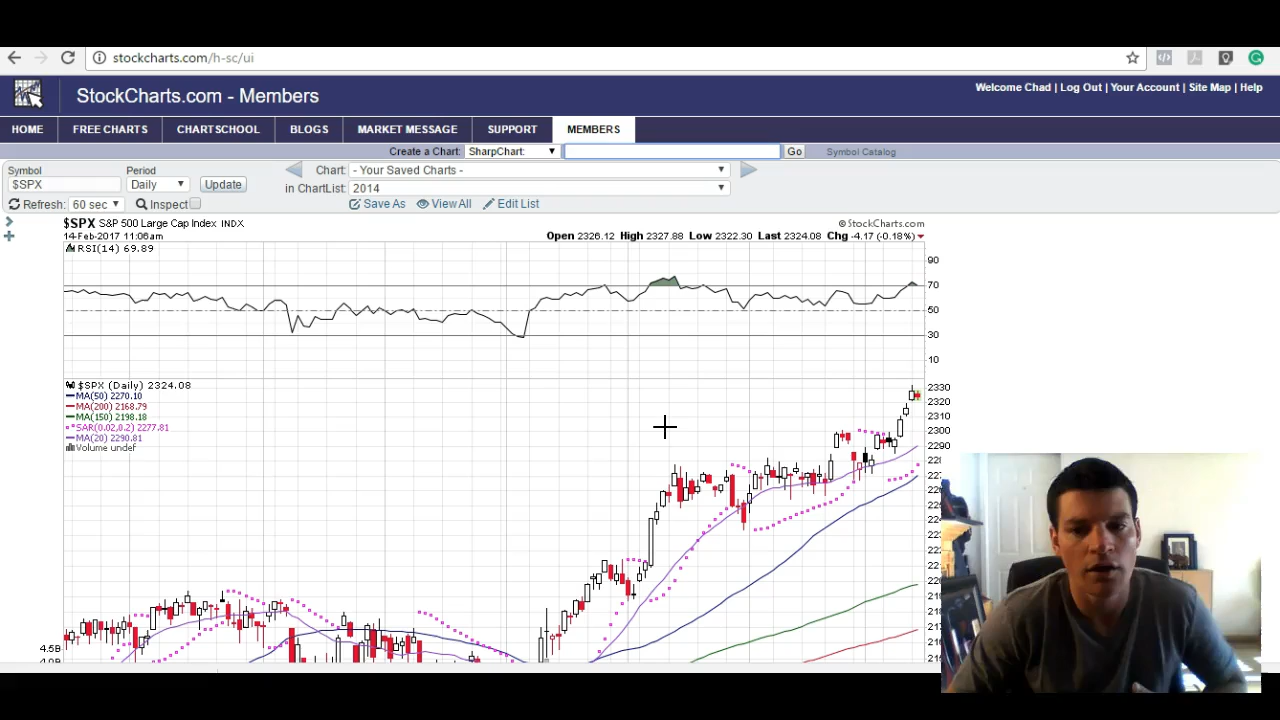 stockcharts.com/h-sc/ui
StockCharts.com - Members
Welcome Chad | Log Out | Your Account | Site Map | Help
HOME FREE CHARTS CHARTSCHOOL BLOGS MARKET MESSAGE SUPPORT MEMBERS
Create a Chart: SharpChart: Go Symbol Catalog
Symbol Period Chart: - Your Saved Charts -
$SPX Daily Update in ChartList: 2014
Refresh: 60 sec Inspect Save As View All Edit List
$SPX S&P 500 Large Cap Index INDX © StockCharts.com
14-Feb-2017 11:06am Open 2326.12 High 2327.88 Low 2322.30 Last 2324.08 Chg -4.17 (-0.18%)
RSI(14) 69.89
90
70
50
30
10
$SPX (Daily) 2324.08
MA(50) 2270.10
MA(200) 2168.79
MA(150) 2198.18
SAR(0.02,0.2) 2277.81
MA(20) 2290.81
Volume undef
2330
2320
2310
2300
2290
4.5B
4.0B